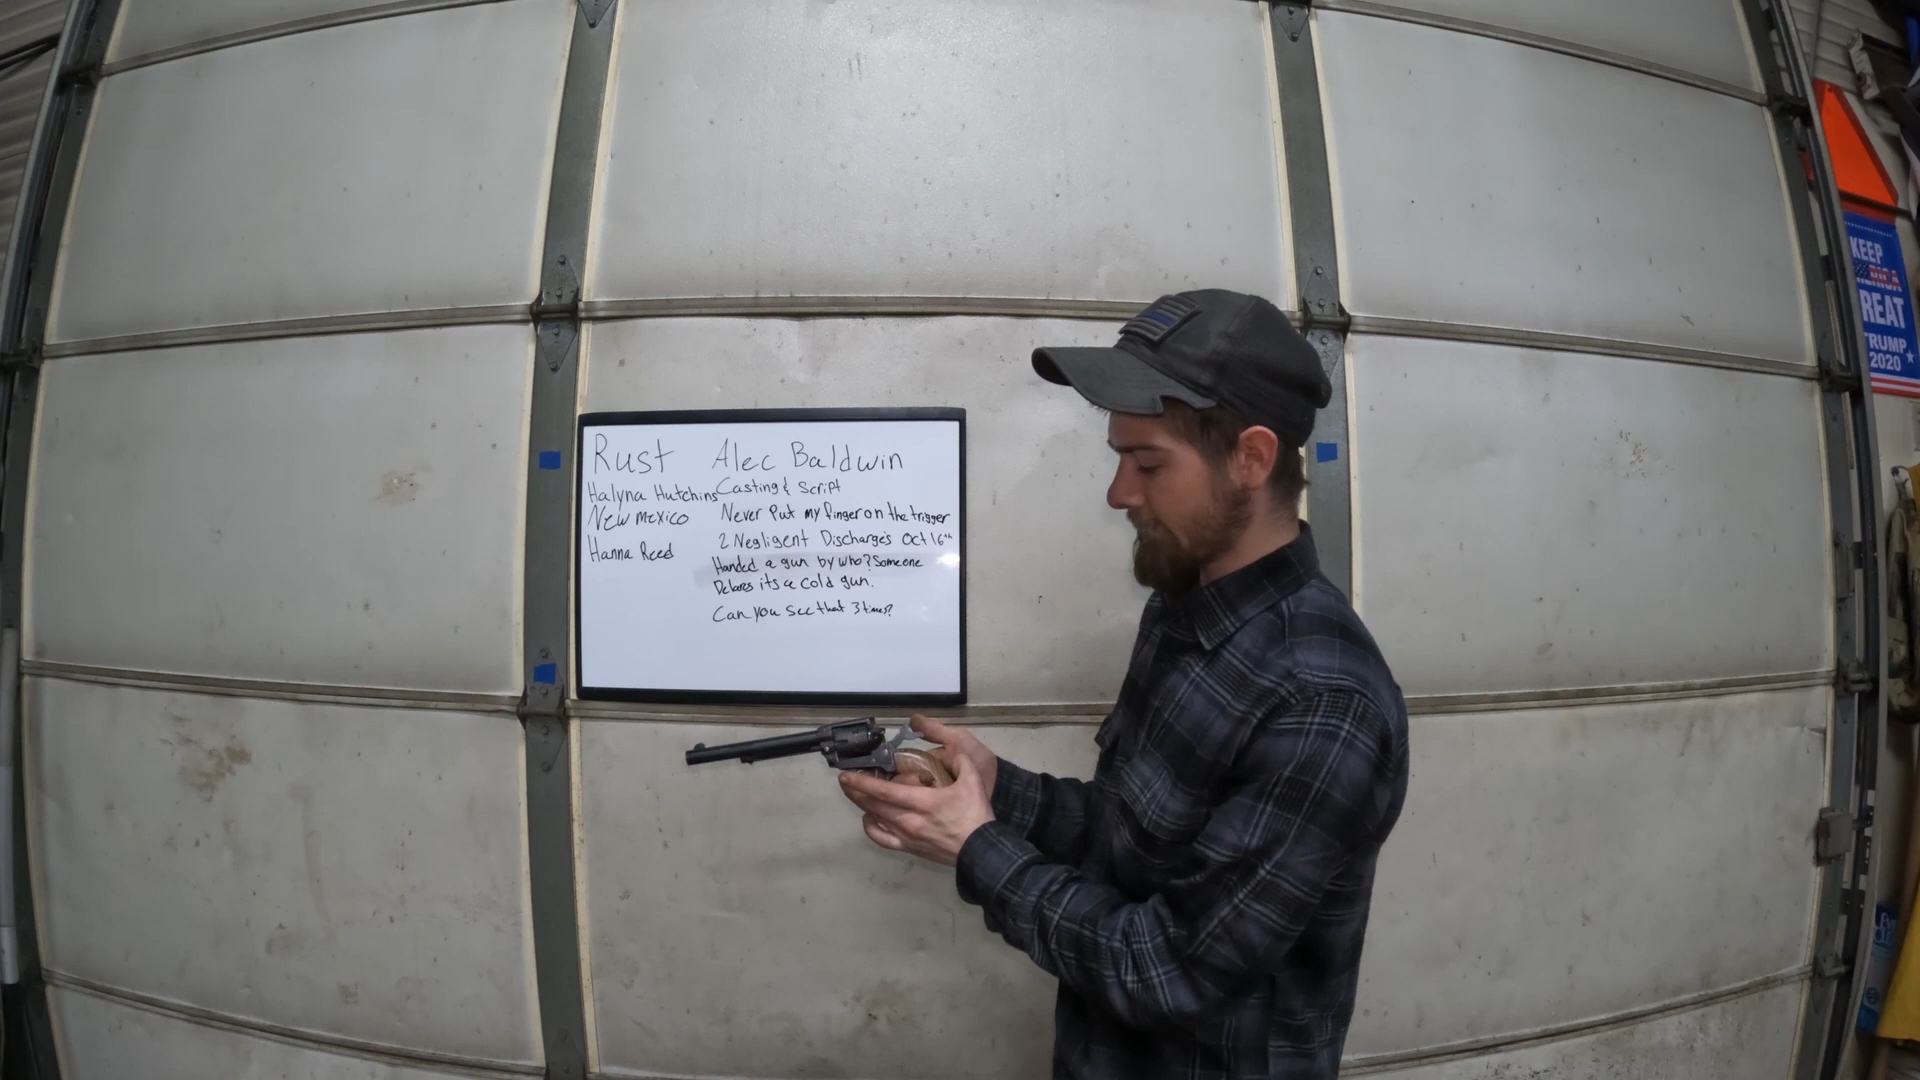 Rust Alec Baldwin
Halyna Hutchins Casting & Script
New Mexico Never Put my finger on the trigger
2 Negligent Discharge's Oct 16th
Hanna Reed
Handed a gun by who? Someone
Delares its a cold gun.
Can you see that 3 times?
KEEP
REAT
TRUMP
2020